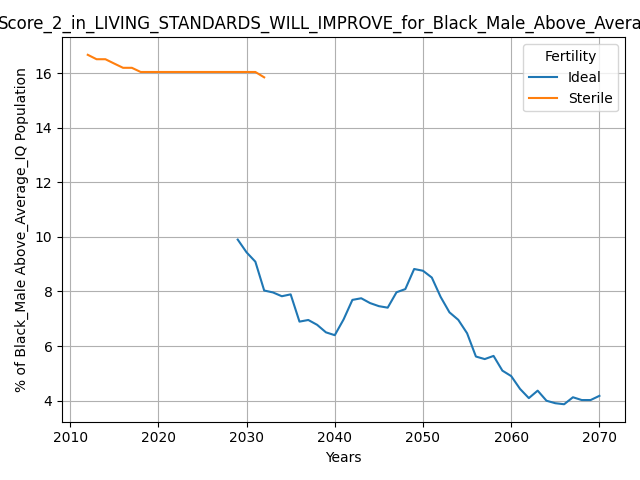 Score_2_in_LIVING_STANDARDS_WILL_IMPROVE_for_Black_Male_Above_Avera
Fertility
Ideal
Sterile
% of Black_Male Above_Average_IQ Population
16
14
12
10
8
6
4
2010 2020 2030 2040 2050 2060 2070
Years